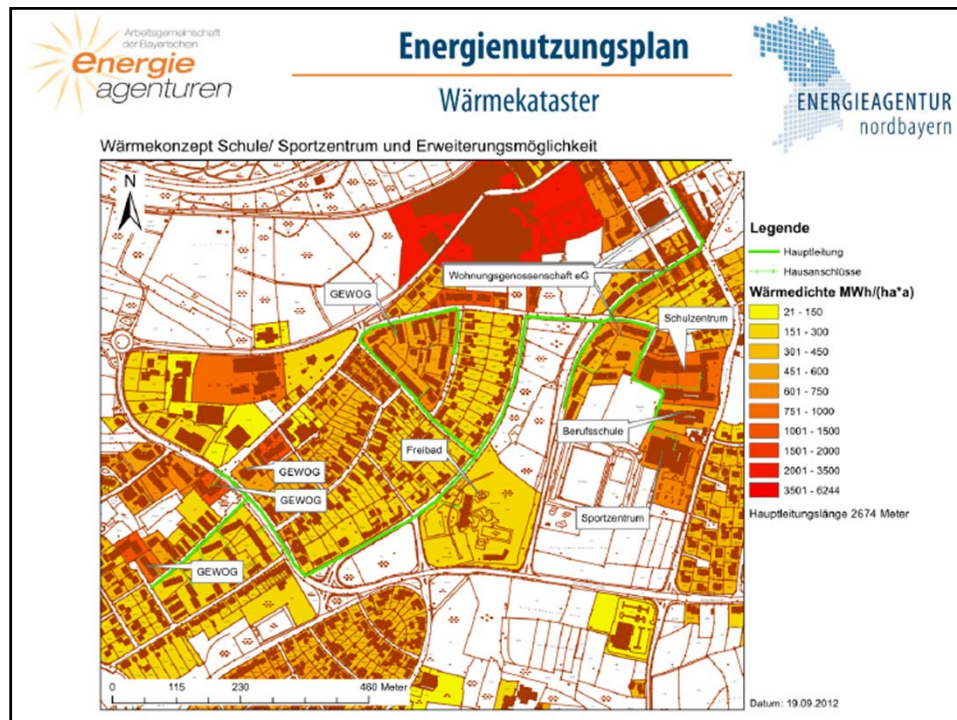 Arbeitsgemeinschaft
der Bayerischen
energie
agenturen
Energienutzungsplan
Wärmekataster
ENERGIEAGENTUR
nordbayern
Wärmekonzept Schule/ Sportzentrum und Erweiterungsmöglichkeit
N
Wohnungsgenossenschaft eG
GEWOG
Schulzentrum
Berufsschule
Freibad
GEWOG
GEWOG
Sportzentrum
GEWOG
0 115 230 460 Meter
Legende
Hauptleitung
Hausanschlüsse
Wärmedichte MWh/(ha*a)
21 - 150
151 - 300
301 - 450
451 - 600
601 - 750
751 - 1000
1001 - 1500
1501 - 2000
2001 - 3500
3501 - 6244
Hauptleitungslänge 2674 Meter
Datum: 19.09.2012